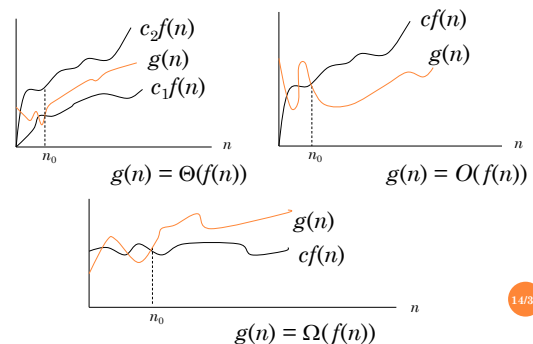 c₂f(n)
g(n)
c₁f(n)
n
n₀
g(n) = Θ(f(n))
cf(n)
g(n)
n
n₀
g(n) = O(f(n))
g(n)
cf(n)
n
n₀
g(n) = Ω(f(n))
14/3